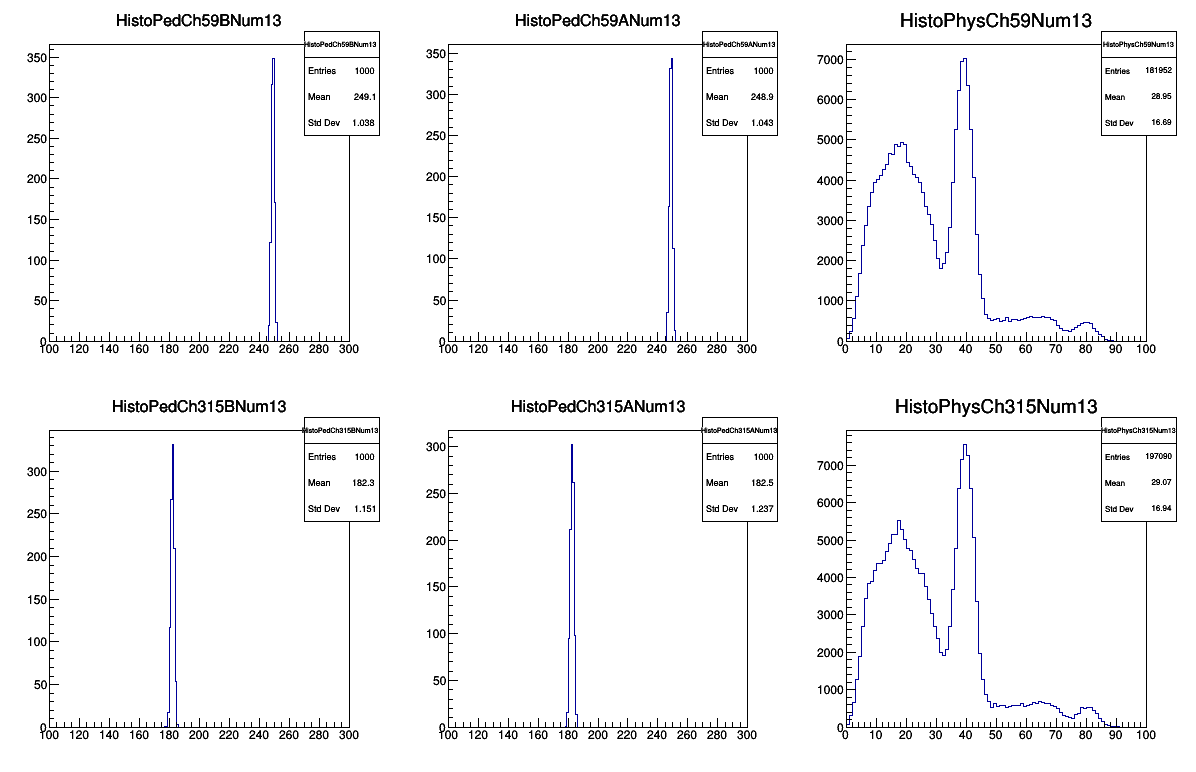 HistoPedCh59BNum13
HistoPedCh59BNum13
Entries 1000
Mean 249.1
Std Dev 1.038
350
300
250
200
150
100
50
0
100 120 140 160 180 200 220 240 260 280 300
HistoPedCh59ANum13
HistoPedCh59ANum13
Entries 1000
Mean 248.9
Std Dev 1.043
350
300
250
200
150
100
50
0
100 120 140 160 180 200 220 240 260 280 300
HistoPhysCh59Num13
HistoPhysCh59Num13
Entries 181952
Mean 28.95
Std Dev 16.69
7000
6000
5000
4000
3000
2000
1000
0
0 10 20 30 40 50 60 70 80 90 100
HistoPedCh315BNum13
HistoPedCh315BNum13
Entries 1000
Mean 182.3
Std Dev 1.151
300
250
200
150
100
50
0
100 120 140 160 180 200 220 240 260 280 300
HistoPedCh315ANum13
HistoPedCh315ANum13
Entries 1000
Mean 182.5
Std Dev 1.237
300
250
200
150
100
50
0
100 120 140 160 180 200 220 240 260 280 300
HistoPhysCh315Num13
HistoPhysCh315Num13
Entries 197090
Mean 29.07
Std Dev 16.94
7000
6000
5000
4000
3000
2000
1000
0
0 10 20 30 40 50 60 70 80 90 100